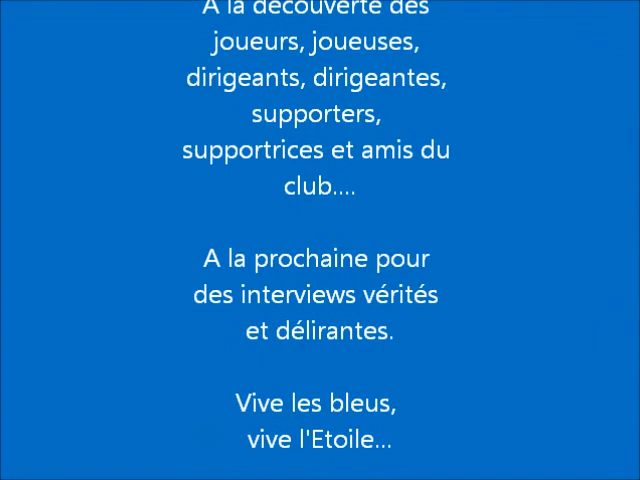 A la découverte des
joueurs, joueuses,
dirigeants, dirigeantes,
supporters,
supportrices et amis du
club....
A la prochaine pour
des interviews vérités
et délirantes.
Vive les bleus,
vive l'Etoile...